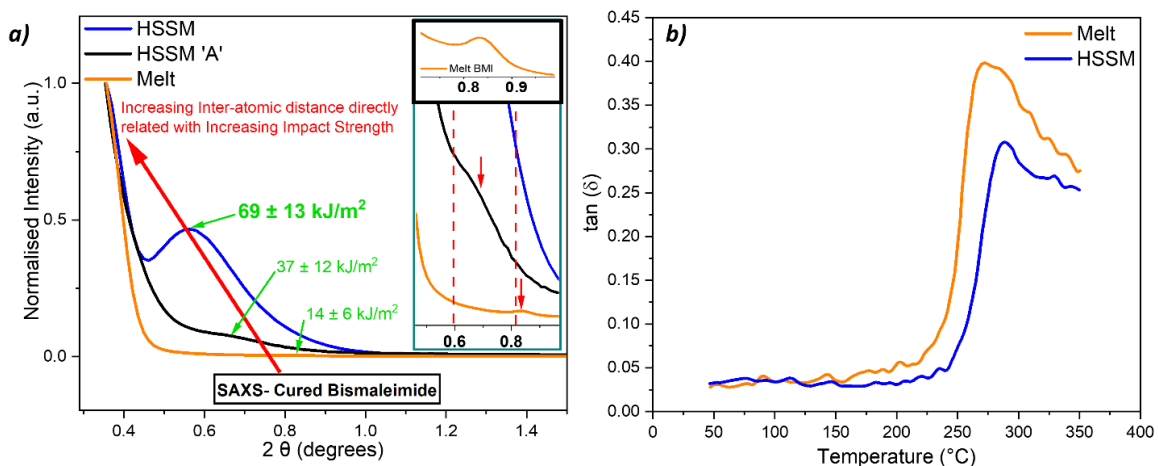 a)
HSSM
HSSM 'A'
Melt
Increasing Inter-atomic distance directly
related with Increasing Impact Strength
69 ± 13 kJ/m²
37 ± 12 kJ/m²
14 ± 6 kJ/m²
SAXS- Cured Bismaleimide
Normalised Intensity (a.u.)
1.0
0.5
0.0
0.4 0.6 0.8 1.0 1.2 1.4
2 θ (degrees)
Melt BMI
0.8 0.9
0.6 0.8
b)
Melt
HSSM
tan (δ)
0.45
0.40
0.35
0.30
0.25
0.20
0.15
0.10
0.05
0.00
0 50 100 150 200 250 300 350 400
Temperature (°C)